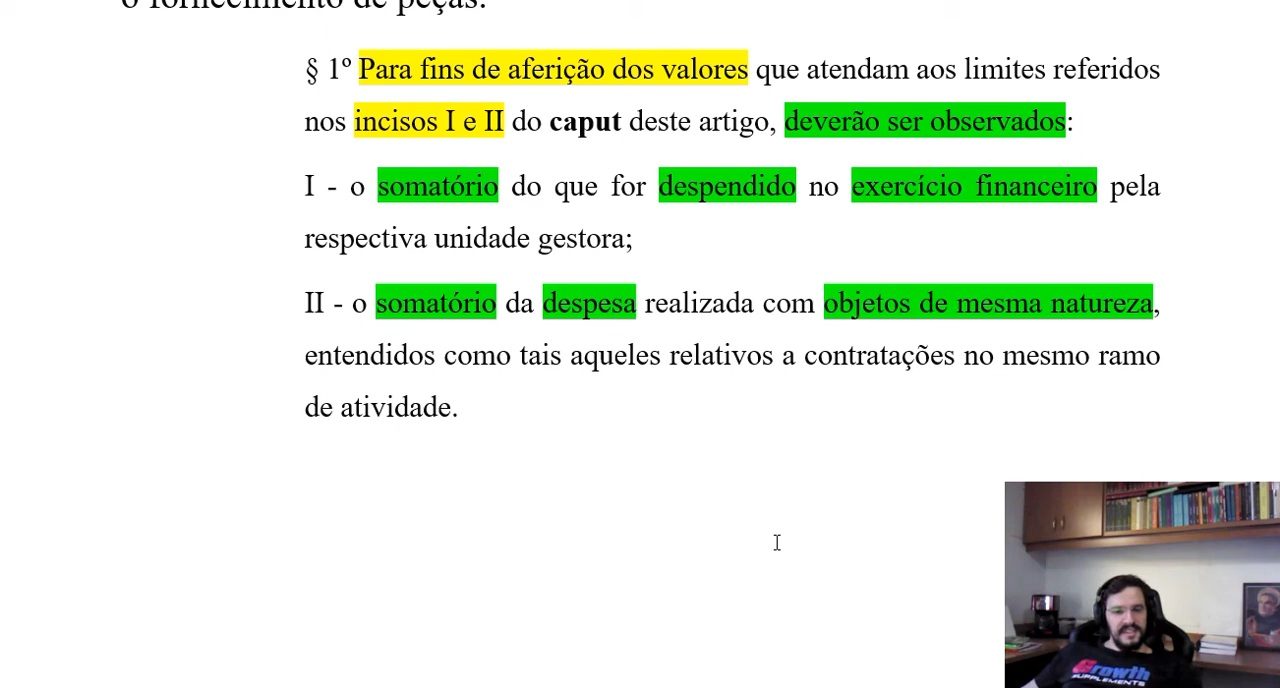 o fornecimento de peças.
§ 1º Para fins de aferição dos valores que atendam aos limites referidos
nos incisos I e II do caput deste artigo, deverão ser observados:
I - o somatório do que for despendido no exercício financeiro pela
respectiva unidade gestora;
II - o somatório da despesa realizada com objetos de mesma natureza,
entendidos como tais aqueles relativos a contratações no mesmo ramo
de atividade.
Growth
SUPPLEMENTS